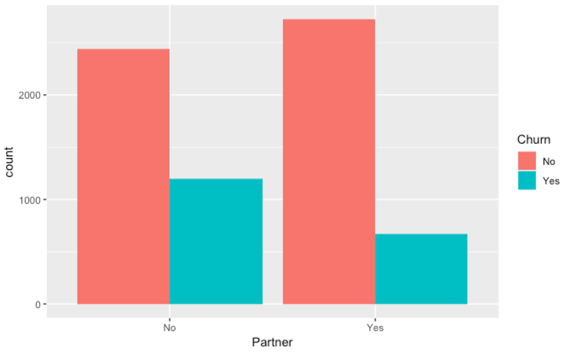 count
2000
1000
0
No
Yes
Partner
Churn
No
Yes